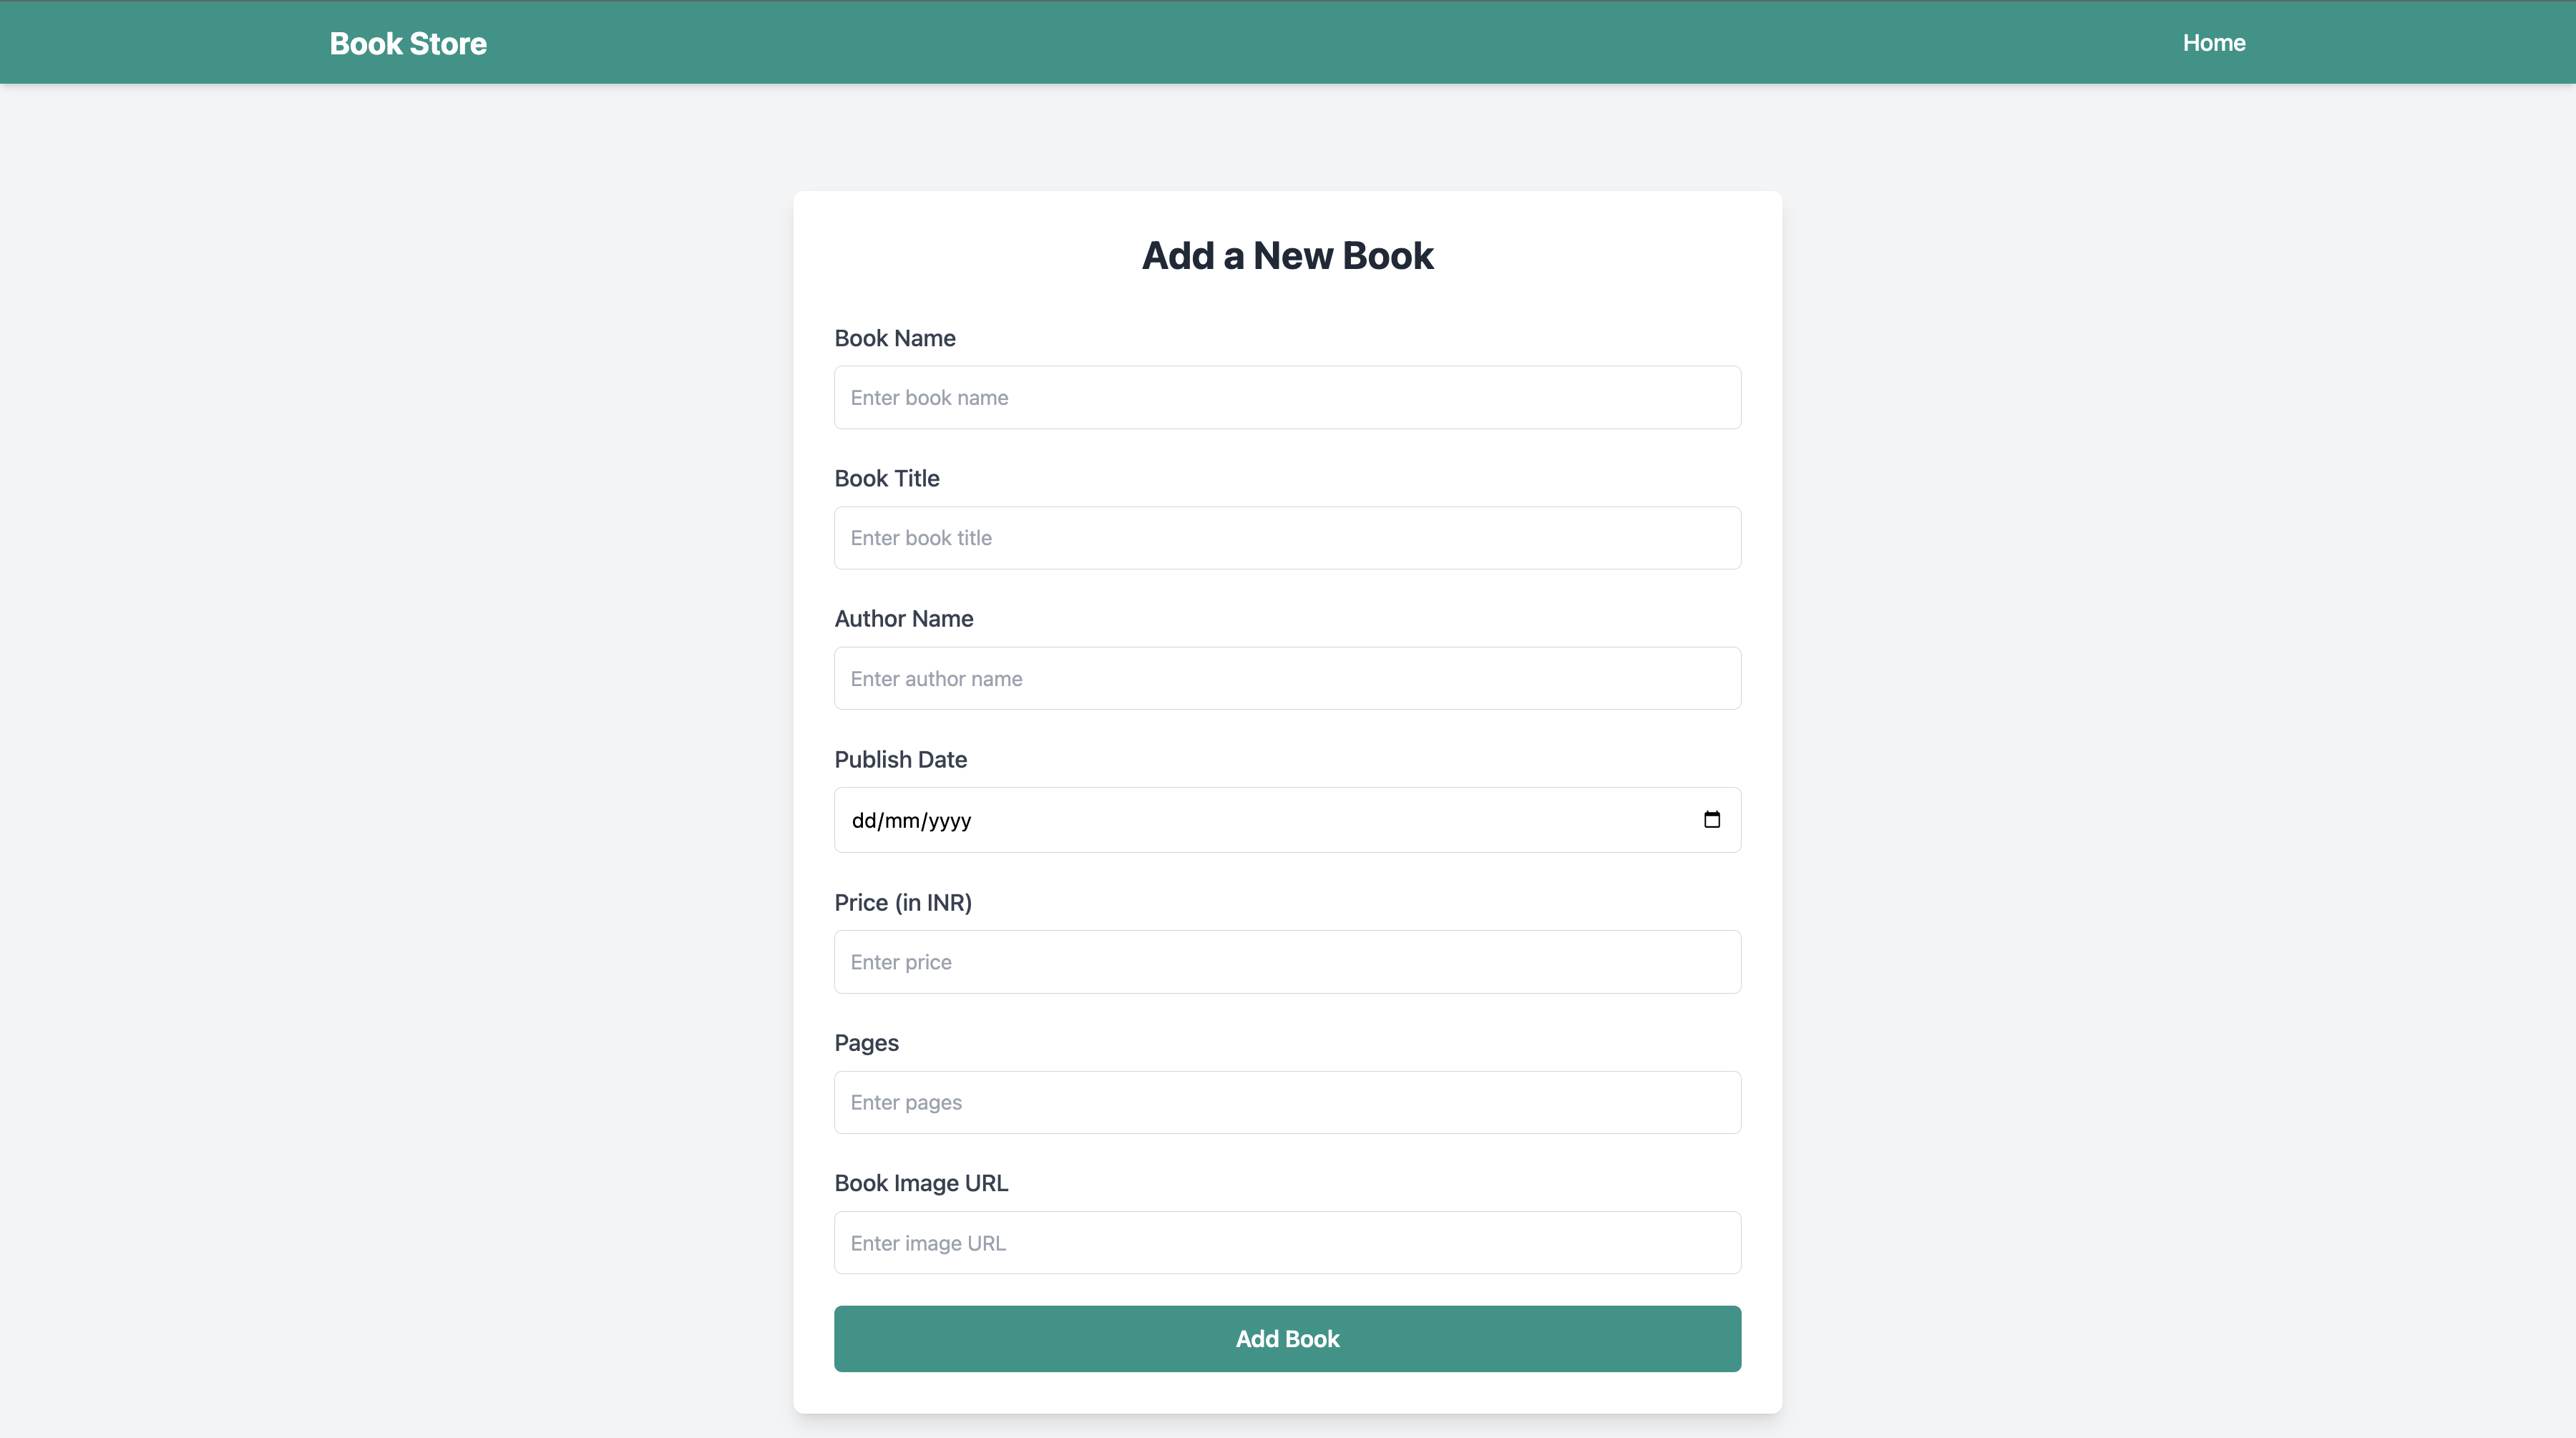 Book Store
Home
Add a New Book
Book Name
Enter book name
Book Title
Enter book title
Author Name
Enter author name
Publish Date
dd/mm/yyyy
Price (in INR)
Enter price
Pages
Enter pages
Book Image URL
Enter image URL
Add Book